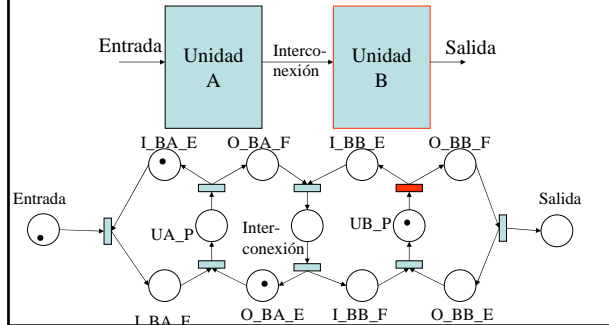 Entrada
Unidad
A
Interco-
nexión
Unidad
B
Salida
I_BA_E
O_BA_F
I_BB_E
O_BB_F
Entrada
UA_P
Inter-
conexión
UB_P
Salida
I_BA_F
O_BA_E
I_BB_F
O_BB_E